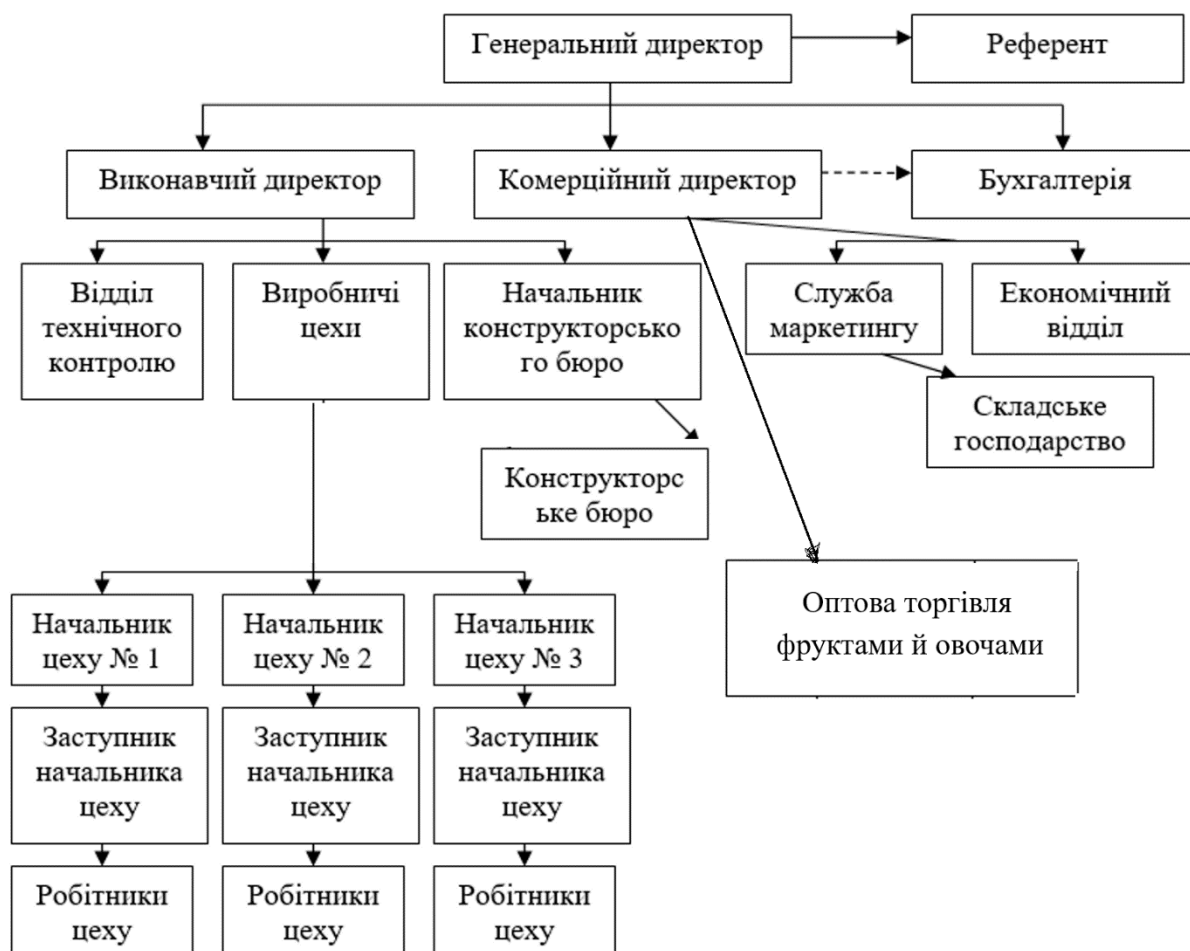 Генеральний директор
Референт
Виконавчий директор
Комерційний директор
Бухгалтерія
Відділ
технічного
контролю
Виробничі
цехи
Начальник
конструкторсько
го бюро
Служба
маркетингу
Економічний
відділ
Складське
господарство
Конструкторс
ьке бюро
Оптова торгівля
фруктами й овочами
Начальник
цеху № 1
Начальник
цеху № 2
Начальник
цеху № 3
Заступник
начальника
цеху
Заступник
начальника
цеху
Заступник
начальника
цеху
Робітники
цеху
Робітники
цеху
Робітники
цеху